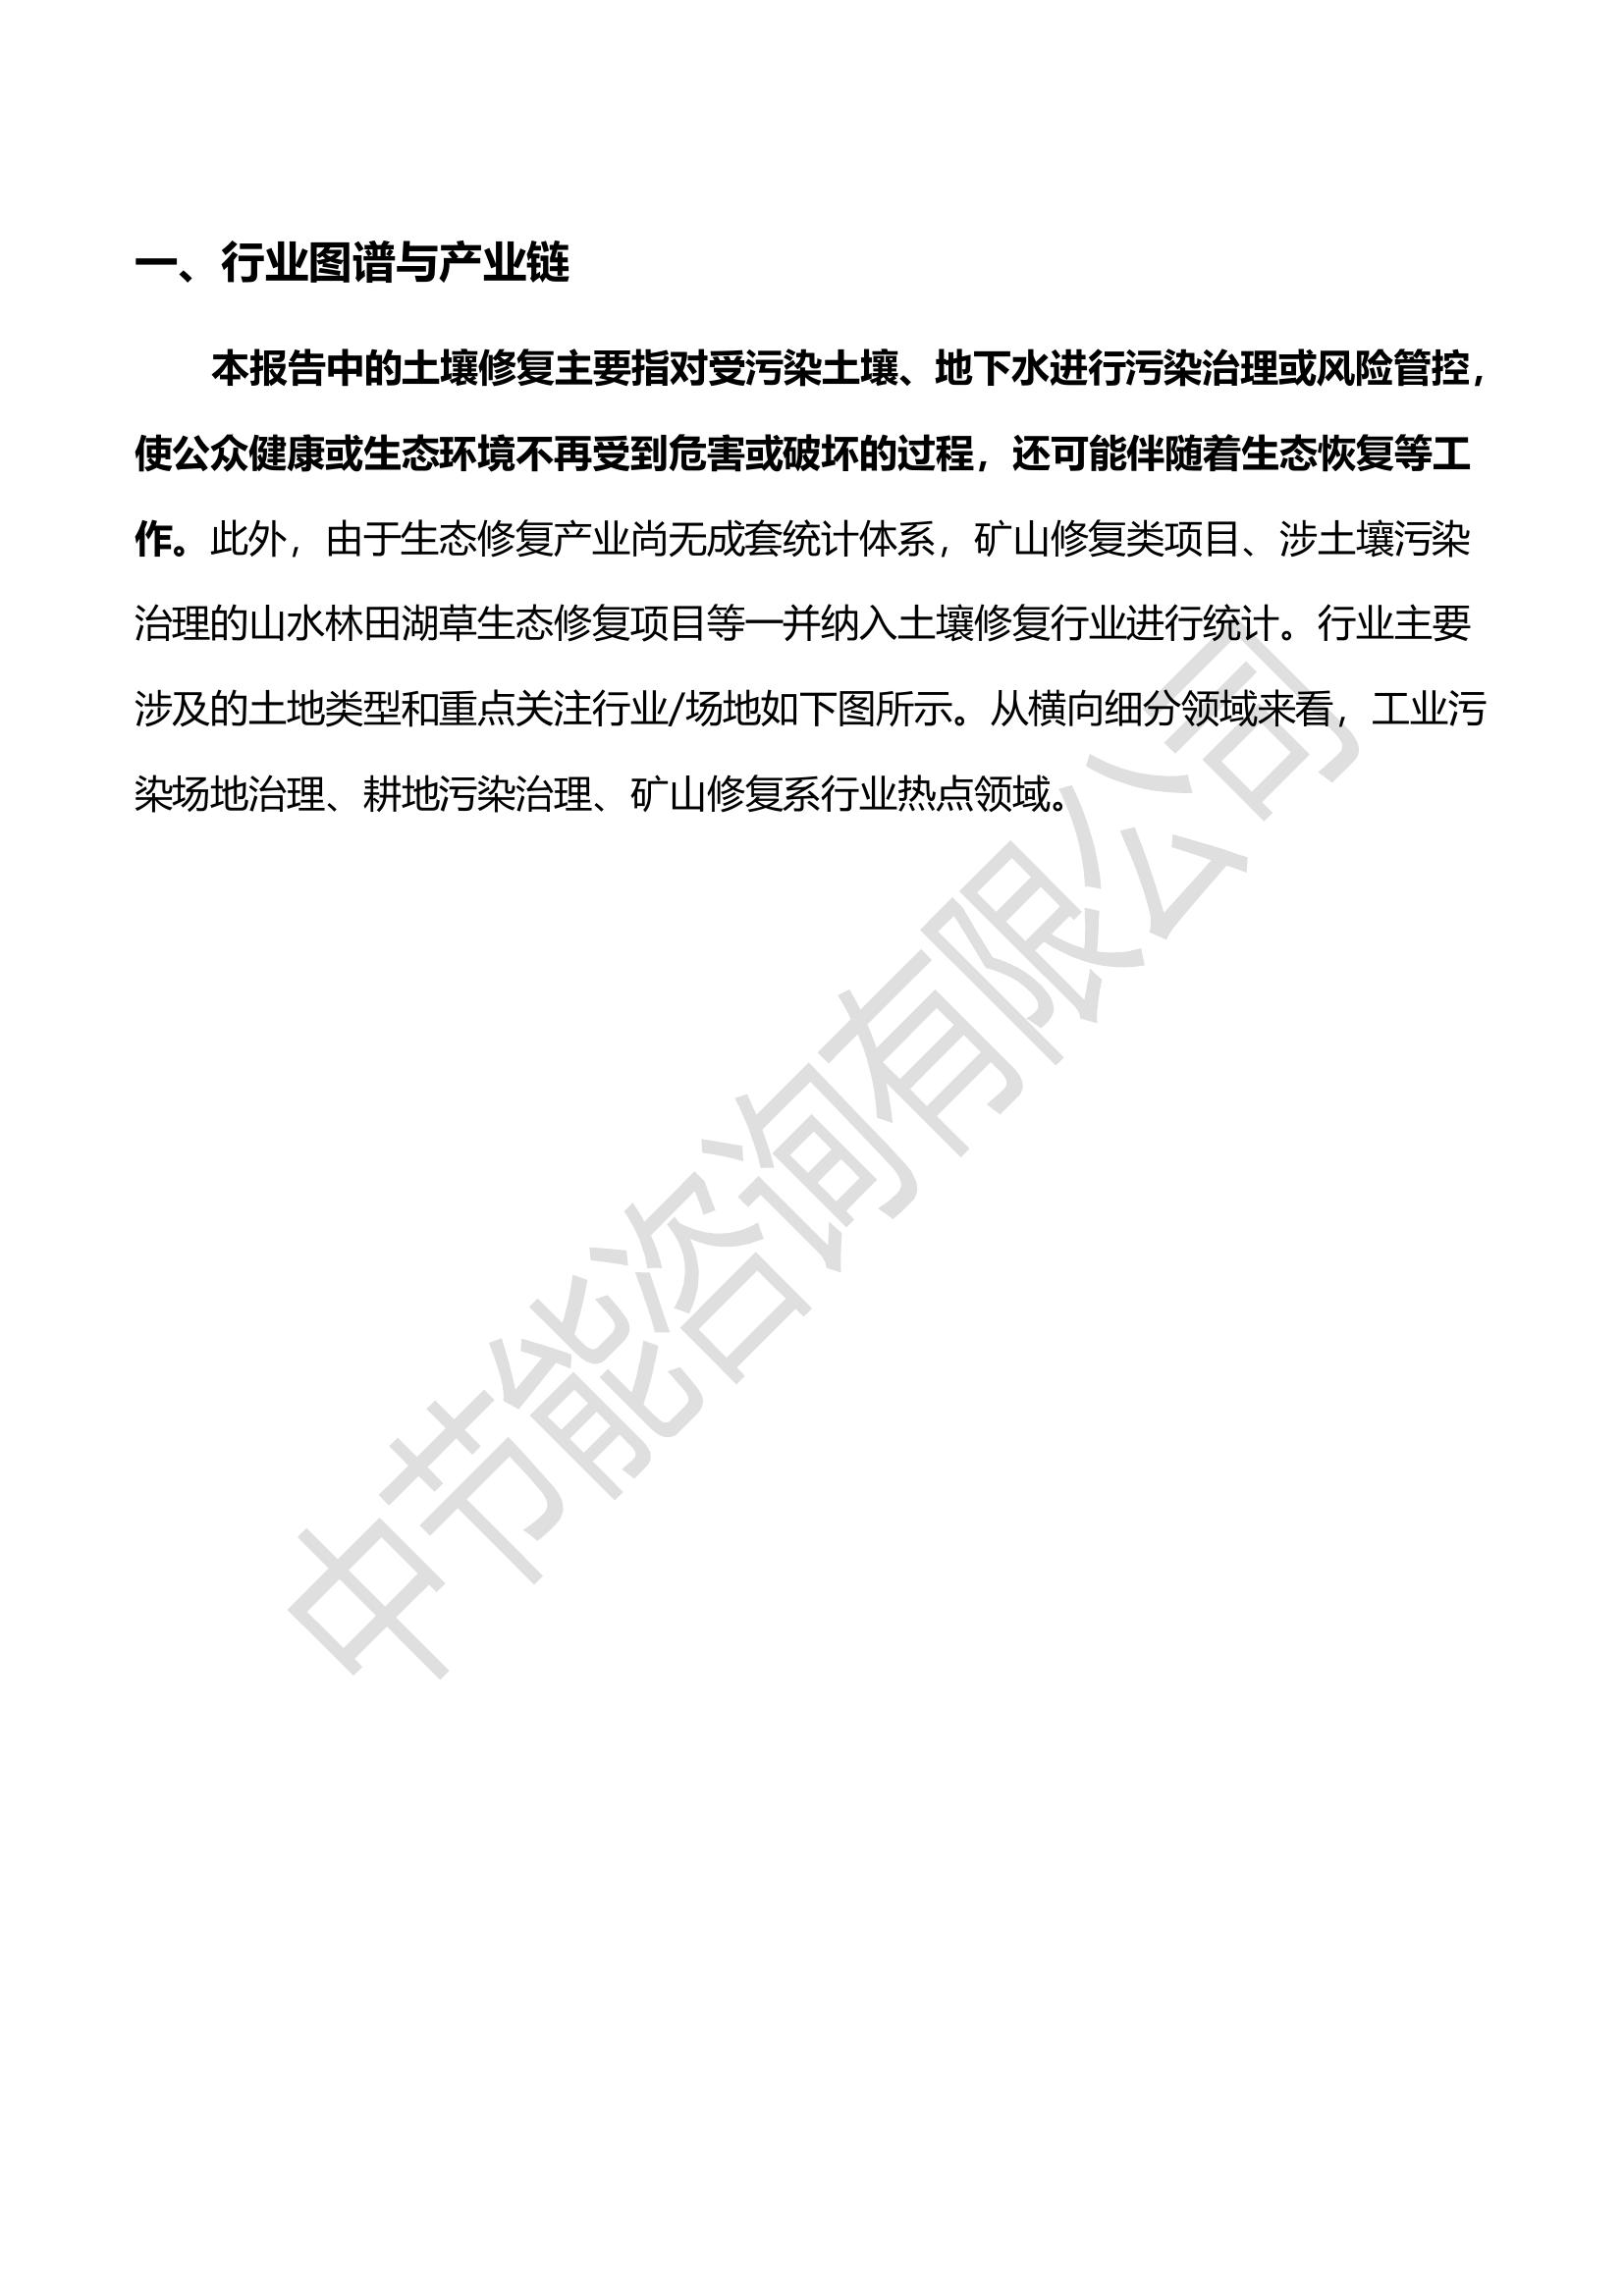 一、行业图谱与产业链
本报告中的土壤修复主要指对受污染土壤、地下水进行污染治理或风险管控，
使公众健康或生态环境不再受到危害或破坏的过程，还可能伴随着生态恢复等工
作。此外，由于生态修复产业尚无成套统计体系，矿山修复类项目、涉土壤污染
治理的山水林田湖草生态修复项目等一并纳入土壤修复行业进行统计。行业主要
涉及的土地类型和重点关注行业/场地如下图所示。从横向细分领域来看，工业污
染场地治理、耕地污染治理、矿山修复系行业热点领域。
中节能咨询有限公司